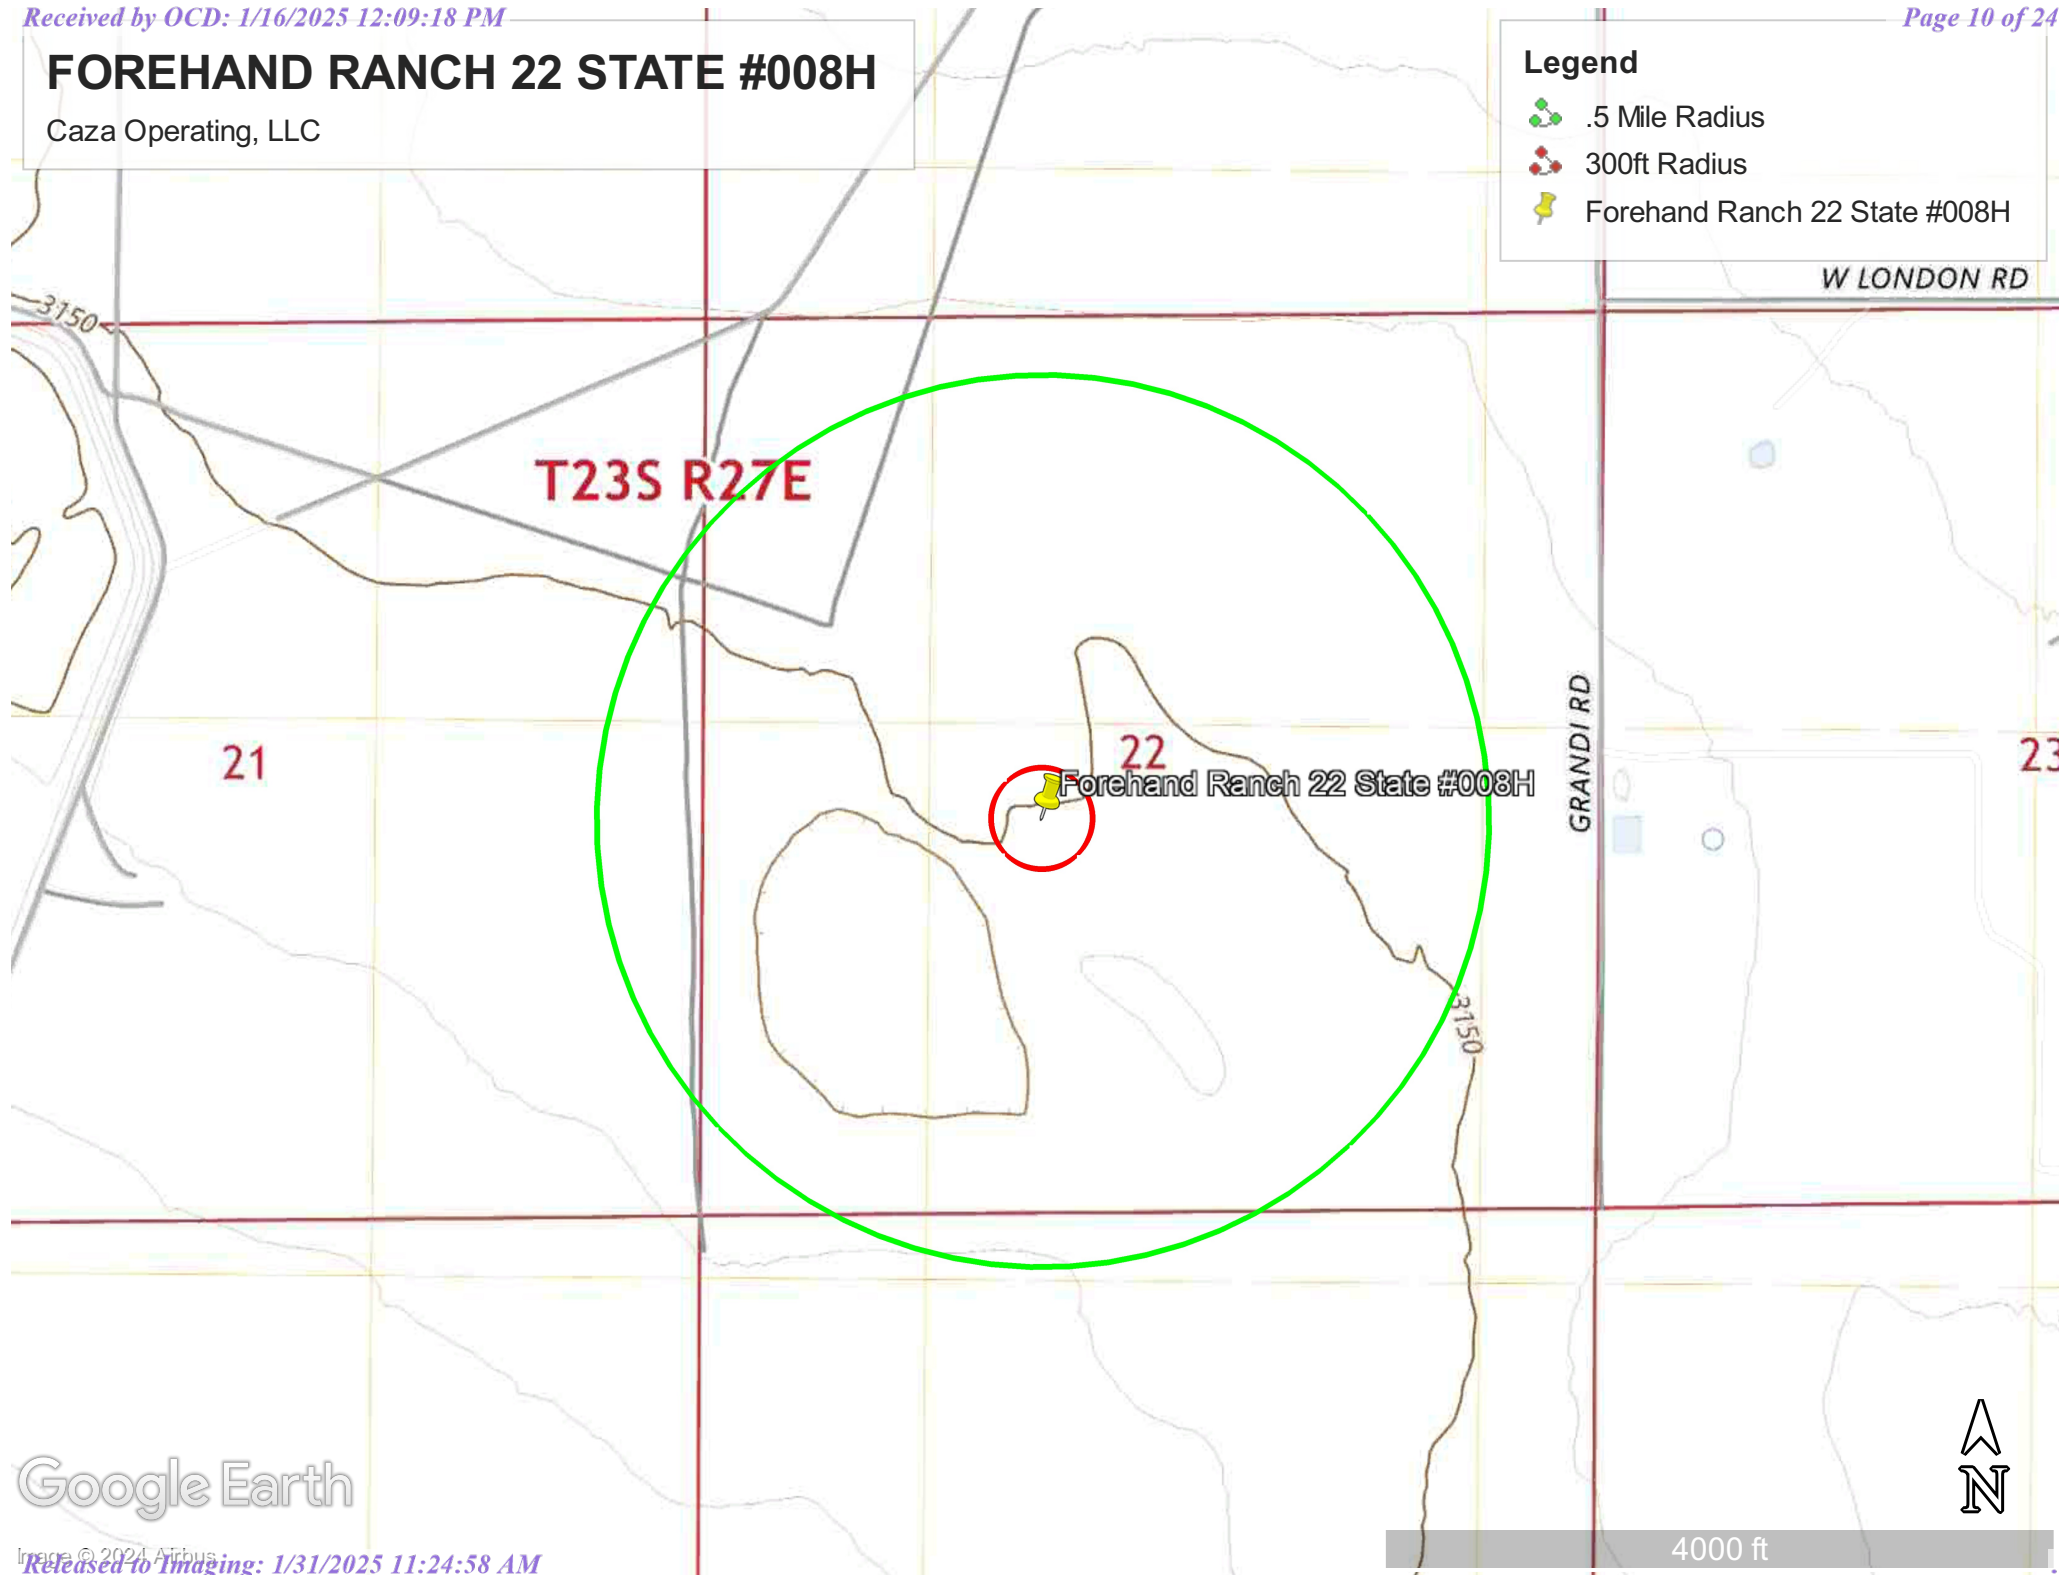 Received by OCD: 1/16/2025 12:09:18 PM
Page 10 of 24
FOREHAND RANCH 22 STATE #008H
Caza Operating, LLC
Legend
.5 Mile Radius
300ft Radius
Forehand Ranch 22 State #008H
W LONDON RD
3150
T23S R27E
GRANDI RD
21
22
23
Forehand Ranch 22 State #008H
3150
Google Earth
N
4000 ft
Image © 2024 Airbus
Released to Imaging: 1/31/2025 11:24:58 AM